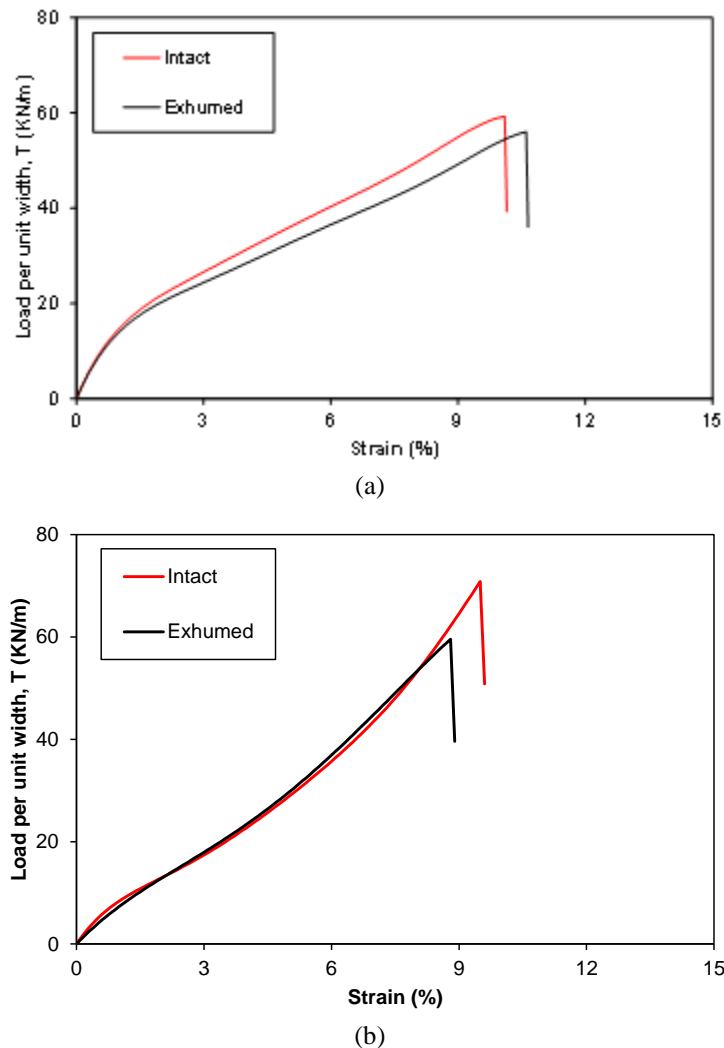 80
60
40
20
0
Load per unit width, T (KN/m)
Intact
Exhumed
0 3 6 9 12 15
Strain (%)
(a)
80
60
40
20
0
Load per unit width, T (KN/m)
Intact
Exhumed
0 3 6 9 12 15
Strain (%)
(b)